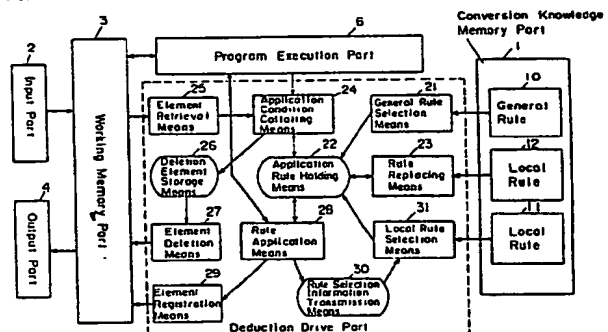 Conversion Knowledge
Memory Part
6
Program Execution Part
2
Input Part
3
Working Memory Part
4
Output Part
1
10
General
Rule
12
Local
Rule
11
Local
Rule
25
Element
Retrieval
Means
24
Application
Condition
Collating
Means
21
General Rule
Selection
Means
26
Deletion
Element
Storage
Means
22
Application
Rule Holding
Means
23
Rule
Replacing
Means
27
Element
Deletion
Means
28
Rule
Application
Means
31
Local Rule
Selection
Means
29
Element
Registration
Means
30
Rule Selection
Information
Transmission
Means
Deduction Drive Part